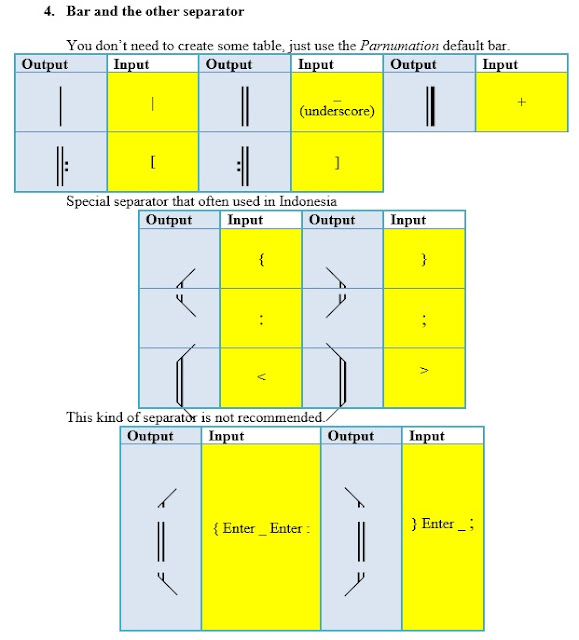 4. Bar and the other separator
You don't need to create some table, just use the Parnumation default bar.
Output Input Output Input Output Input
| _ +
(underscore)
[ ]
Special separator that often used in Indonesia
Output Input Output Input
{ }
: ;
< >
This kind of separator is not recommended.
Output Input Output Input
{ Enter _ Enter : } Enter _ ;